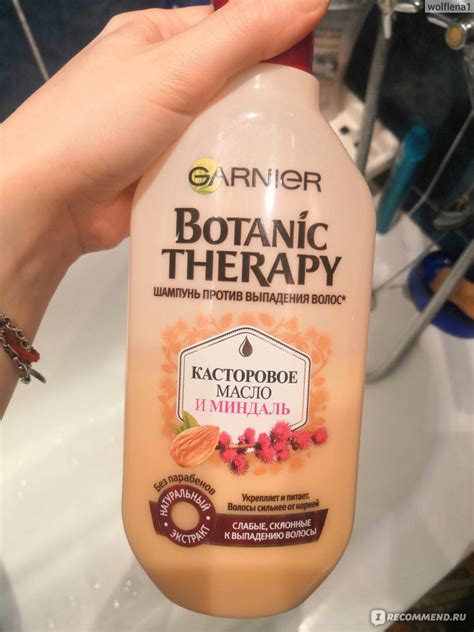 wolflena1
GARNIER
BOTANIC
THERAPY
ШАМПУНЬ ПРОТИВ ВЫПАДЕНИЯ ВОЛОС*
КАСТОРОВОЕ
МАСЛО
И МИНДАЛЬ
Без парабенов
НАТУРАЛЬНЫЙ
ЭКСТРАКТ
Укрепляет и питает.
Волосы сильнее от корней
СЛАБЫЕ, СКЛОННЫЕ
К ВЫПАДЕНИЮ ВОЛОСЫ
I RECOMMEND.RU